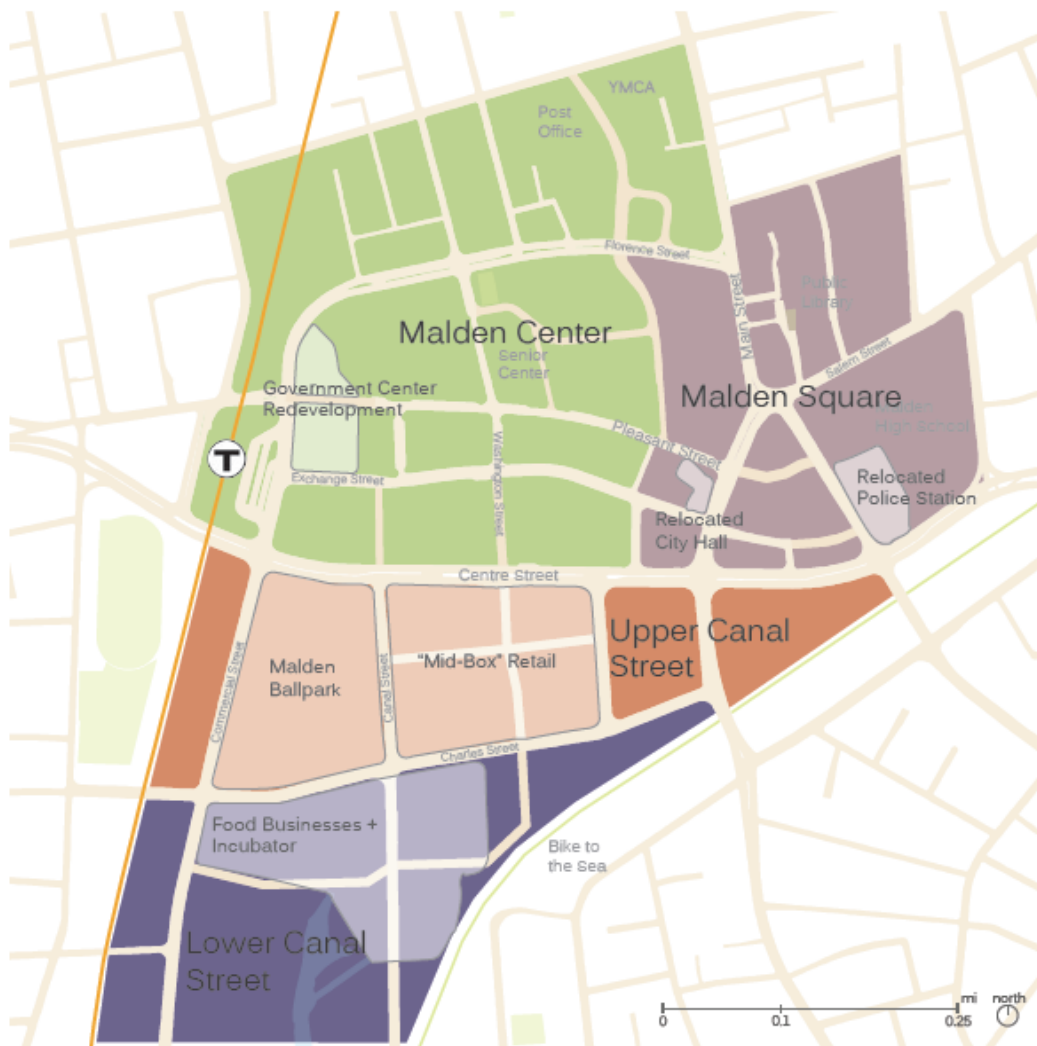 YMCA
Post
Office
Florence Street
Main Street
Public
Library
Salem Street
Malden Center
Senior
Center
Government Center
Redevelopment
Malden Square
Malden
High School
Pleasant Street
Washington Street
T
Exchange Street
Relocated
Police Station
Relocated
City Hall
Centre Street
Upper Canal
Street
Malden
Ballpark
"Mid-Box" Retail
Commercial Street
Canal Street
Charles Street
Food Businesses +
Incubator
Bike to
the Sea
Lower Canal
Street
mi
north
0
0.1
0.25